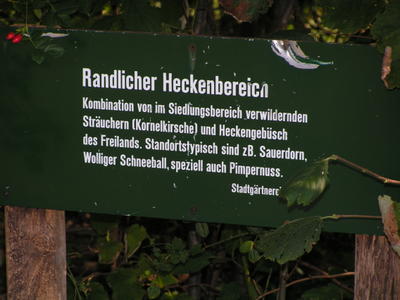 Randlicher Heckenbereich
Kombination von im Siedlungsbereich verwildernden
Sträuchern (Kornelkirsche) und Heckengebüsch
des Freilands. Standortstypisch sind zB. Sauerdorn,
Wolliger Schneeball, speziell auch Pimpernuss.